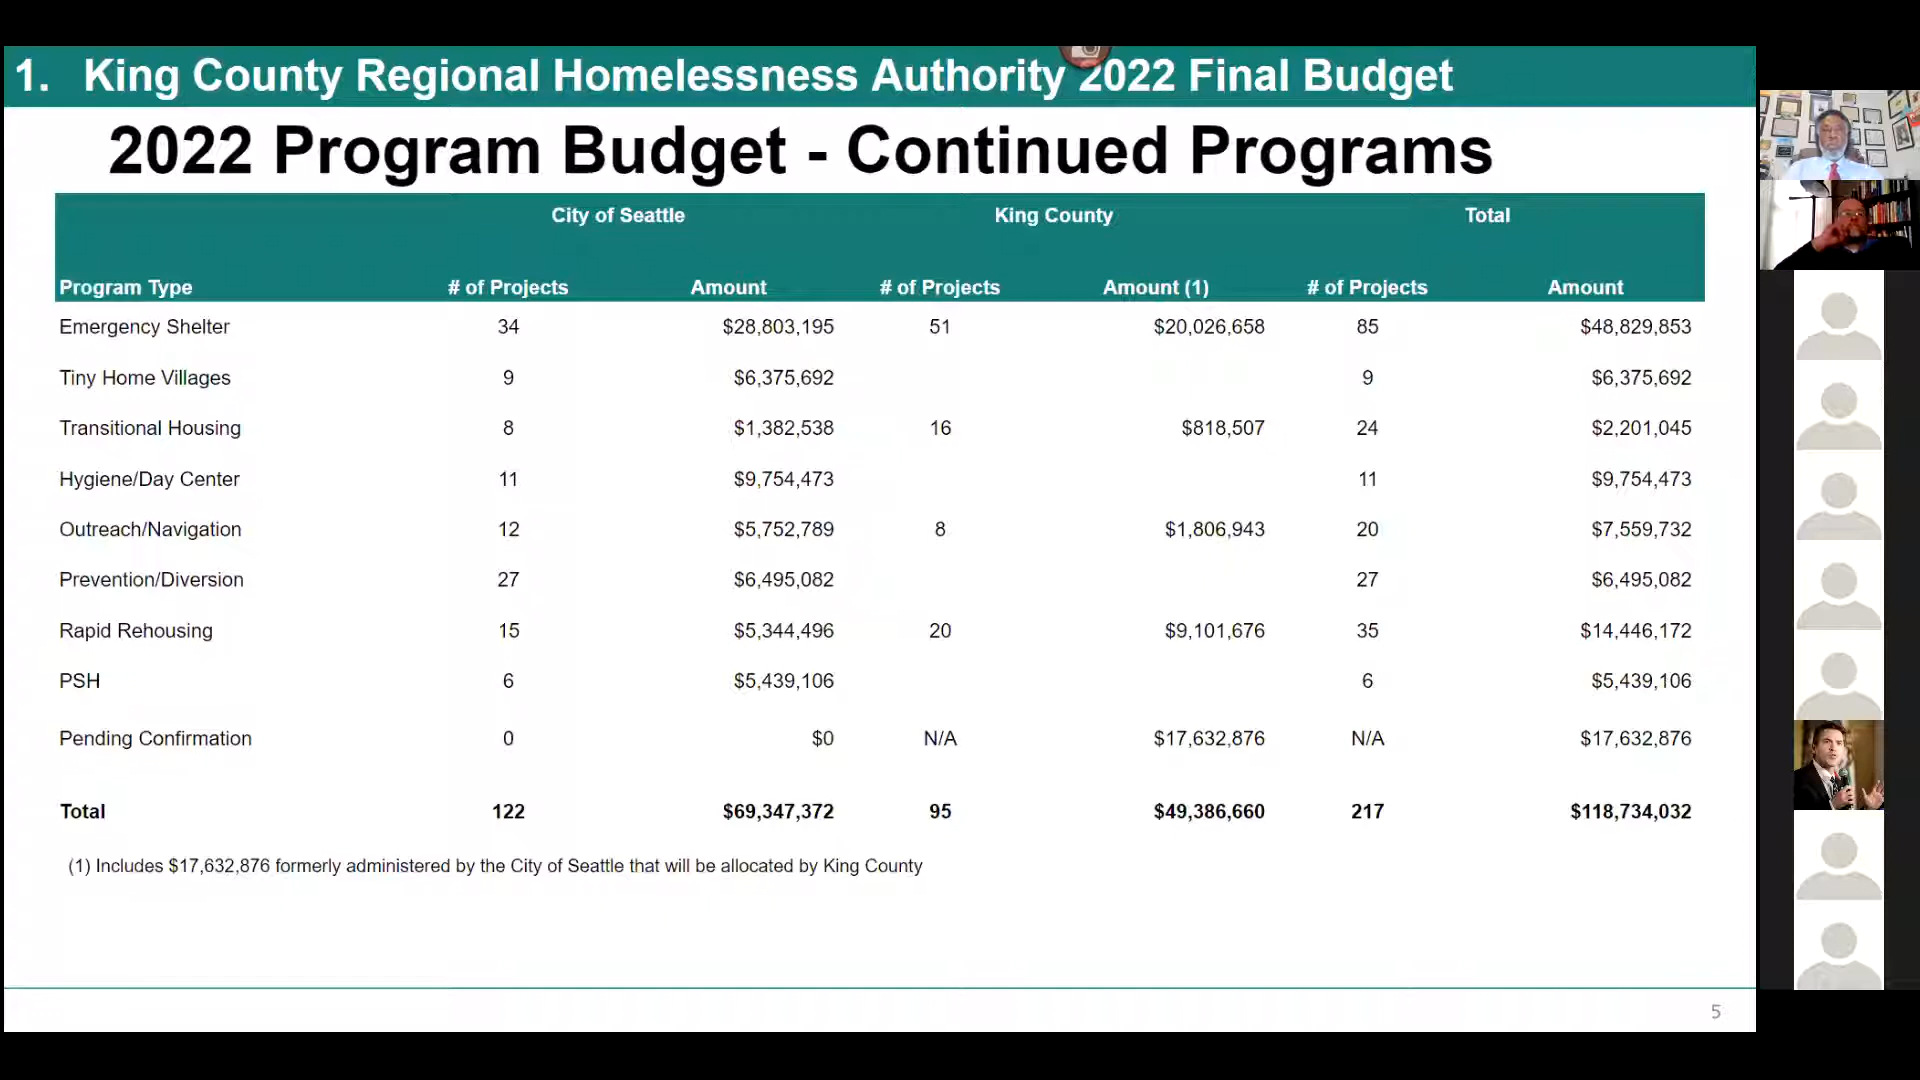 1. King County Regional Homelessness Authority 2022 Final Budget
2022 Program Budget - Continued Programs
City of Seattle King County Total
Program Type # of Projects Amount # of Projects Amount (1) # of Projects Amount
Emergency Shelter 34 $28,803,195 51 $20,026,658 85 $48,829,853
Tiny Home Villages 9 $6,375,692 9 $6,375,692
Transitional Housing 8 $1,382,538 16 $818,507 24 $2,201,045
Hygiene/Day Center 11 $9,754,473 11 $9,754,473
Outreach/Navigation 12 $5,752,789 8 $1,806,943 20 $7,559,732
Prevention/Diversion 27 $6,495,082 27 $6,495,082
Rapid Rehousing 15 $5,344,496 20 $9,101,676 35 $14,446,172
PSH 6 $5,439,106 6 $5,439,106
Pending Confirmation 0 $0 N/A $17,632,876 N/A $17,632,876
Total 122 $69,347,372 95 $49,386,660 217 $118,734,032
(1) Includes $17,632,876 formerly administered by the City of Seattle that will be allocated by King County
5